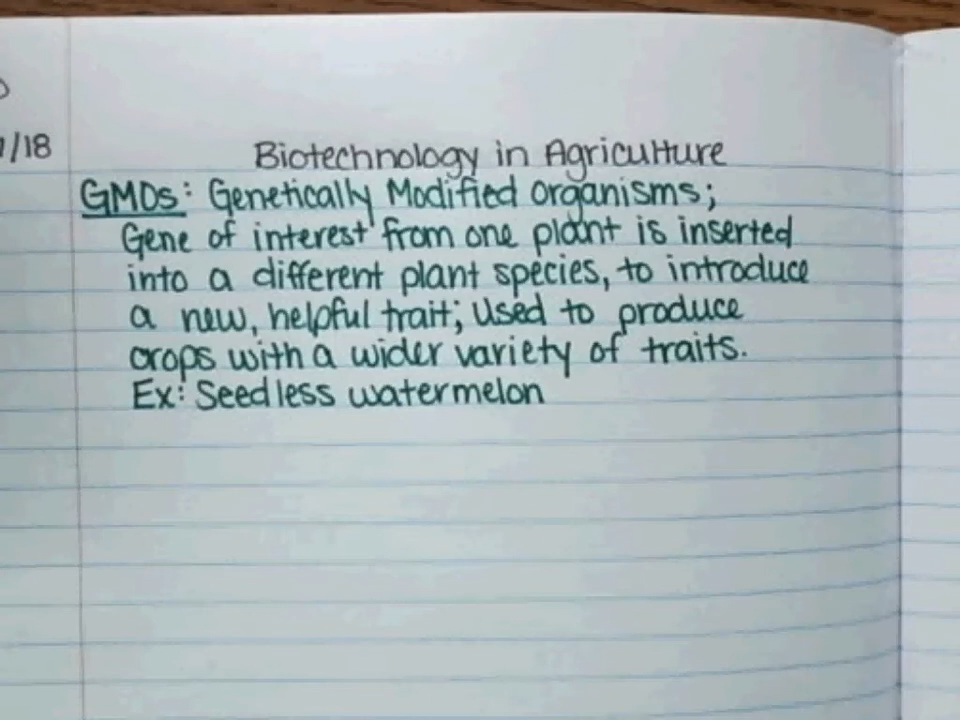 1/18
Biotechnology in Agriculture
GMOs: Genetically Modified Organisms;
Gene of interest from one plant is inserted
into a different plant species, to introduce
a new, helpful trait; Used to produce
crops with a wider variety of traits.
Ex: Seedless watermelon